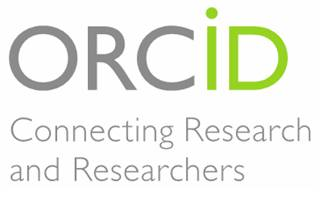 ORCiD
Connecting Research
and Researchers